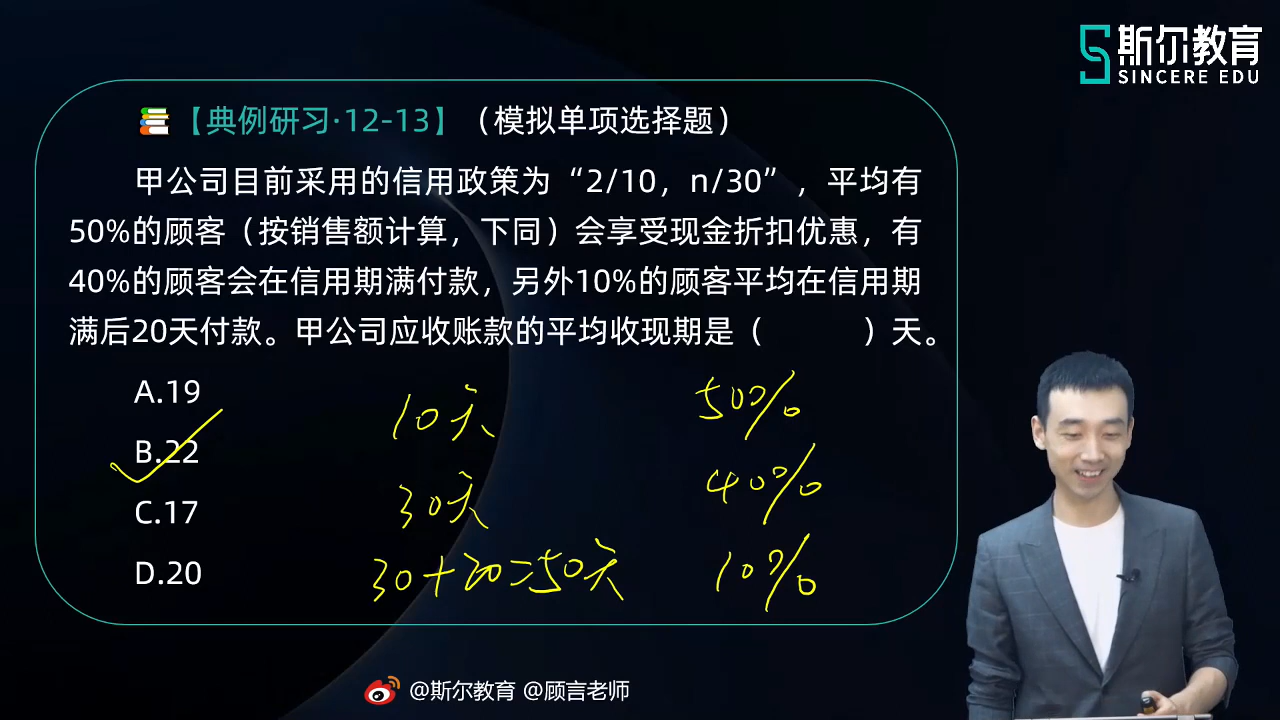 斯尔教育
SINCERE EDU
【典例研习·12-13】（模拟单项选择题）
甲公司目前采用的信用政策为“2/10，n/30”，平均有
50%的顾客（按销售额计算，下同）会享受现金折扣优惠，有
40%的顾客会在信用期满付款，另外10%的顾客平均在信用期
满后20天付款。甲公司应收账款的平均收现期是（　　）天。
A.19
10天 50%
B.22
30天 40%
C.17
D.20
30+20=50天 10%
@斯尔教育 @顾言老师